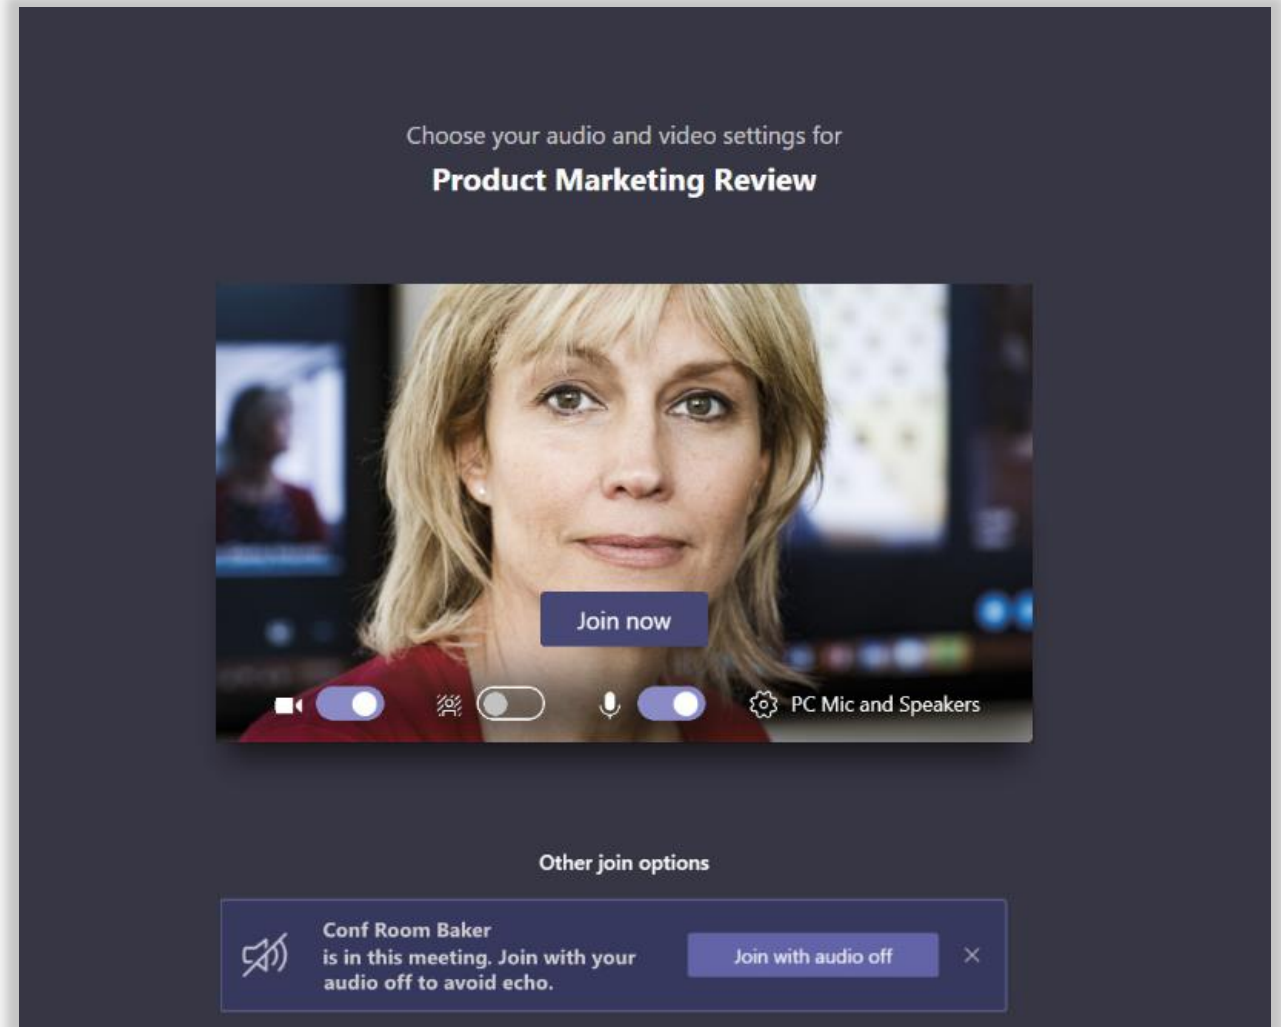 Choose your audio and video settings for
Product Marketing Review
Join now
PC Mic and Speakers
Other join options
Conf Room Baker
is in this meeting. Join with your
audio off to avoid echo.
Join with audio off